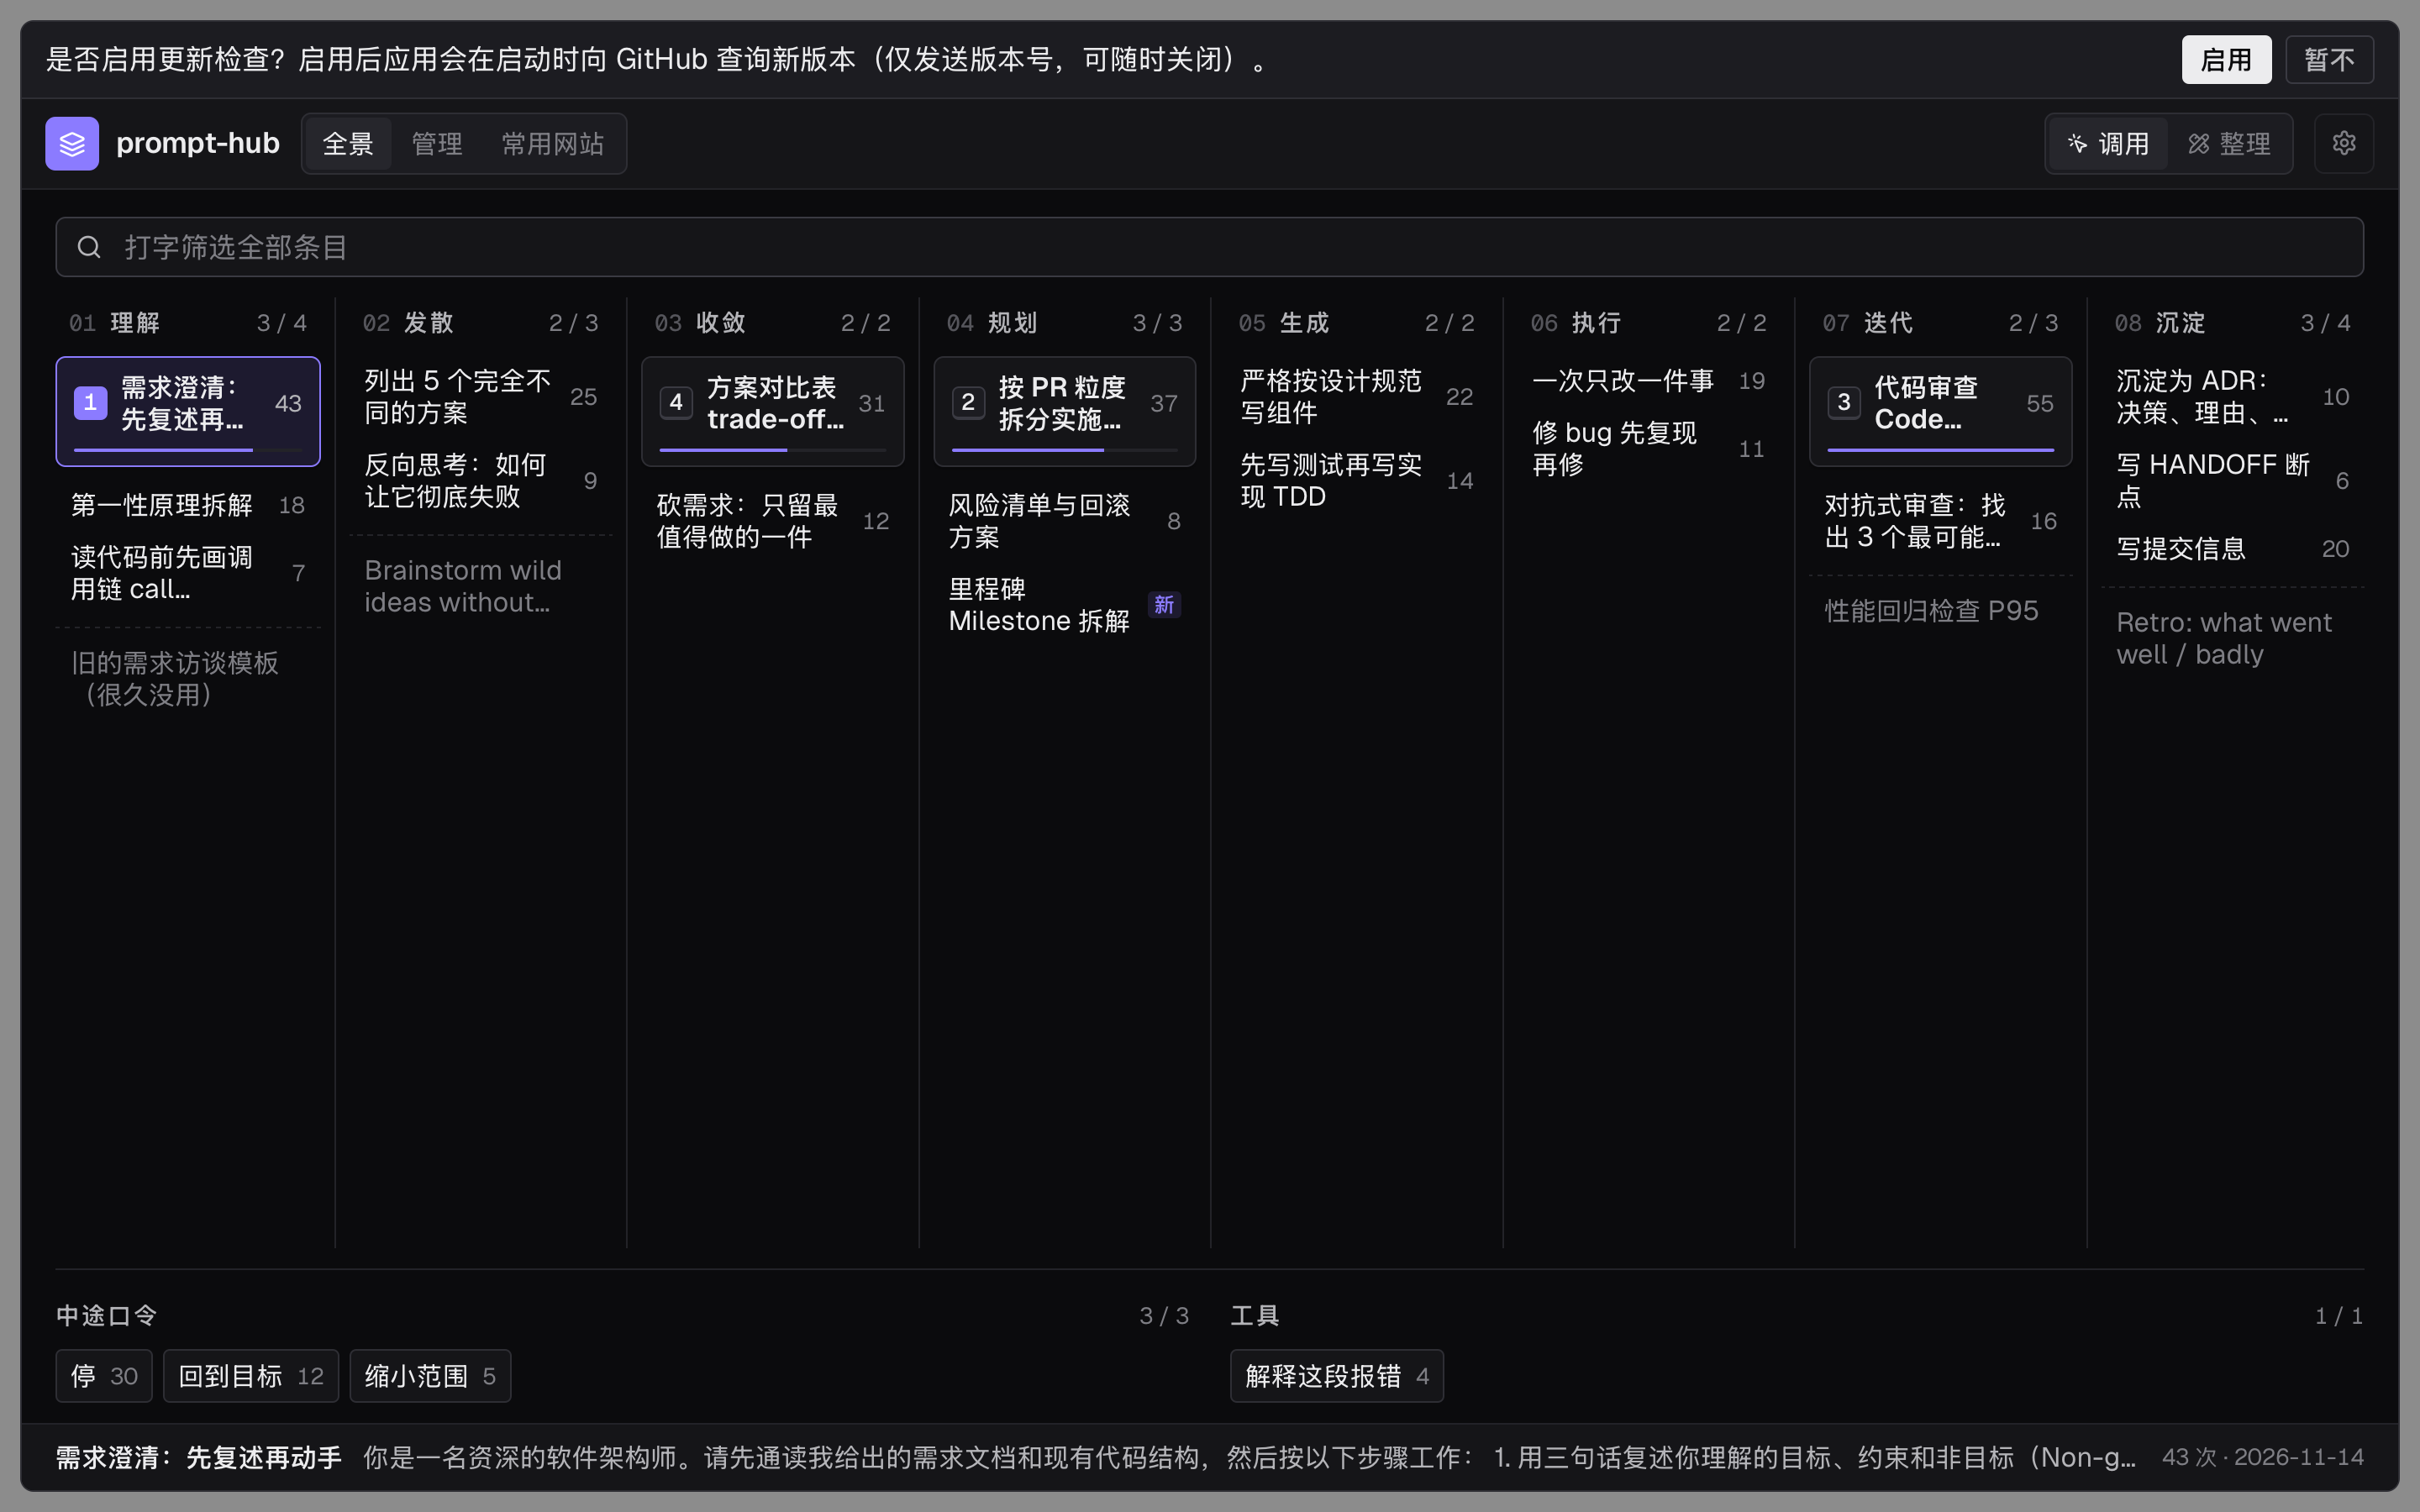 是否启用更新检查？启用后应用会在启动时向 GitHub 查询新版本（仅发送版本号，可随时关闭）。
启用 暂不
prompt-hub 全景 管理 常用网站 调用 整理
打字筛选全部条目
01 理解 3 / 4
1 需求澄清： 43
先复述再…
第一性原理拆解 18
读代码前先画调 7
用链 call…
旧的需求访谈模板
（很久没用）
02 发散 2 / 3
列出 5 个完全不 25
同的方案
反向思考：如何 9
让它彻底失败
Brainstorm wild
ideas without…
03 收敛 2 / 2
4 方案对比表 31
trade-off…
砍需求：只留最 12
值得做的一件
04 规划 3 / 3
2 按 PR 粒度 37
拆分实施…
风险清单与回滚 8
方案
里程碑 新
Milestone 拆解
05 生成 2 / 2
严格按设计规范 22
写组件
先写测试再写实 14
现 TDD
06 执行 2 / 2
一次只改一件事 19
修 bug 先复现 11
再修
07 迭代 2 / 3
3 代码审查 55
Code…
对抗式审查：找 16
出 3 个最可能…
性能回归检查 P95
08 沉淀 3 / 4
沉淀为 ADR： 10
决策、理由、…
写 HANDOFF 断 6
点
写提交信息 20
Retro: what went
well / badly
中途口令 3 / 3
停 30 回到目标 12 缩小范围 5
工具 1 / 1
解释这段报错 4
需求澄清：先复述再动手 你是一名资深的软件架构师。请先通读我给出的需求文档和现有代码结构，然后按以下步骤工作： 1. 用三句话复述你理解的目标、约束和非目标（Non-g… 43 次 · 2026-11-14